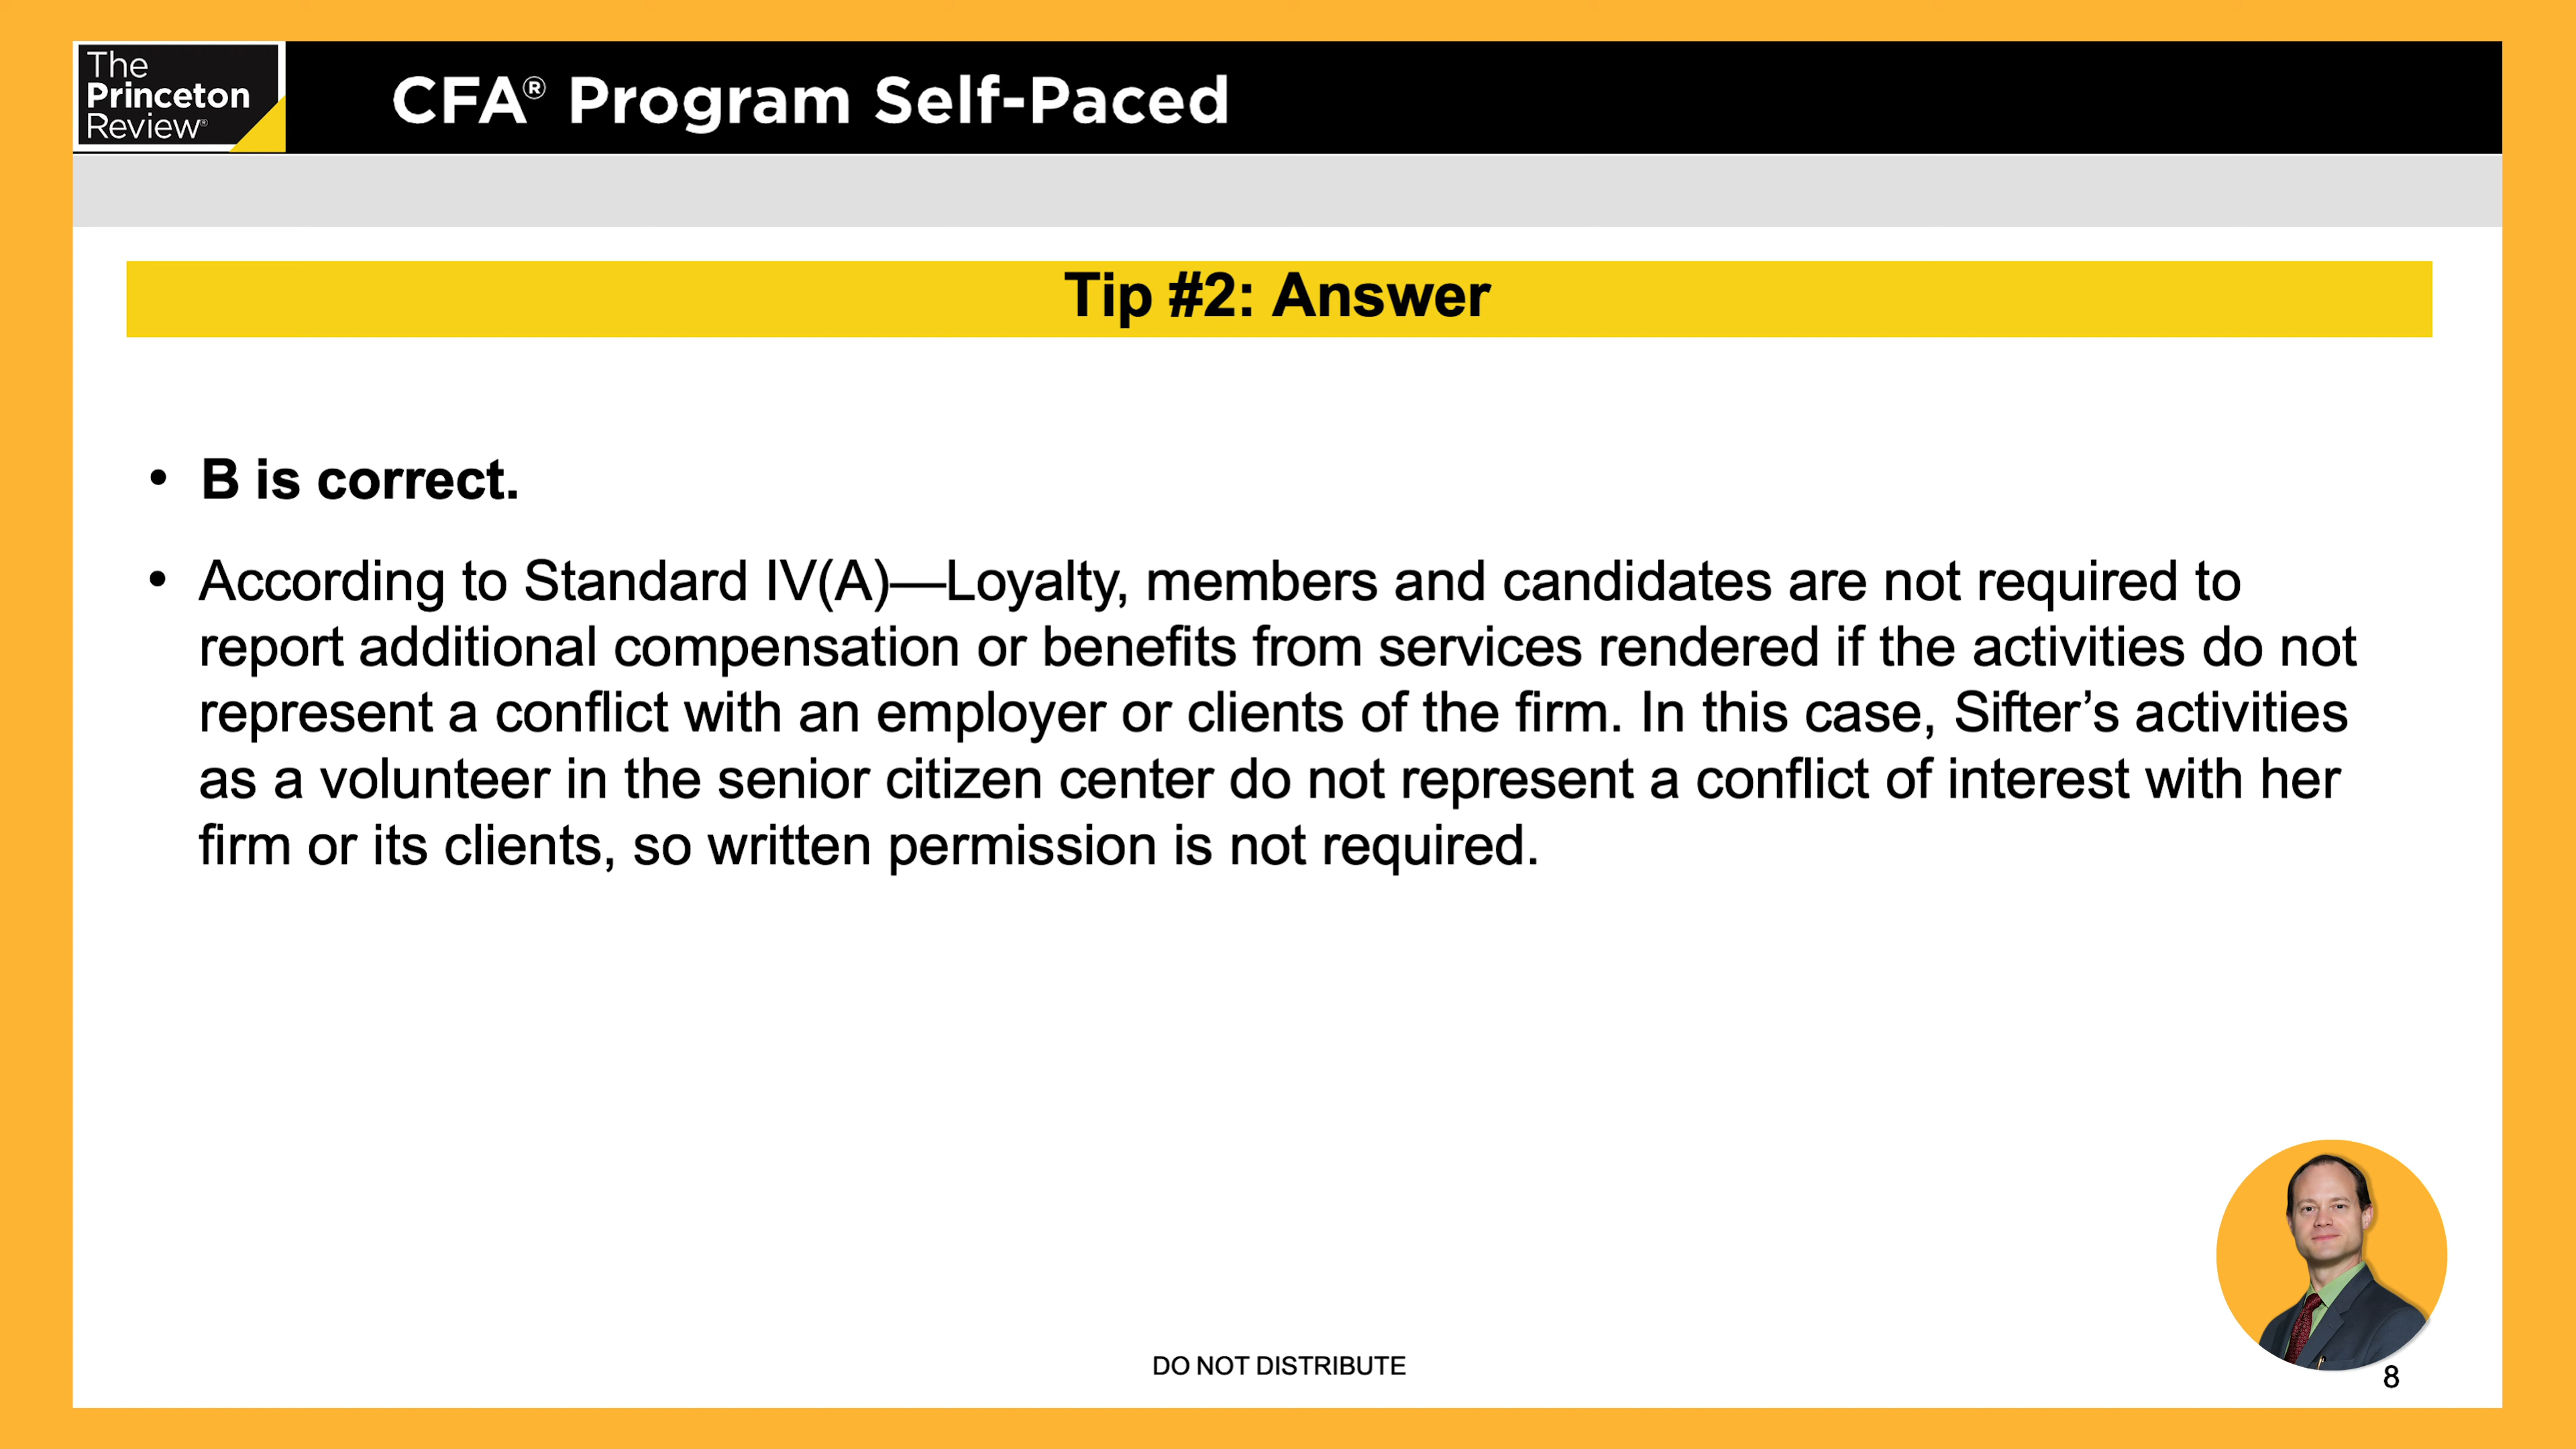 The
Princeton
Review®
CFA® Program Self-Paced
Tip #2: Answer
• B is correct.
• According to Standard IV(A)—Loyalty, members and candidates are not required to
report additional compensation or benefits from services rendered if the activities do not
represent a conflict with an employer or clients of the firm. In this case, Sifter’s activities
as a volunteer in the senior citizen center do not represent a conflict of interest with her
firm or its clients, so written permission is not required.
DO NOT DISTRIBUTE
8